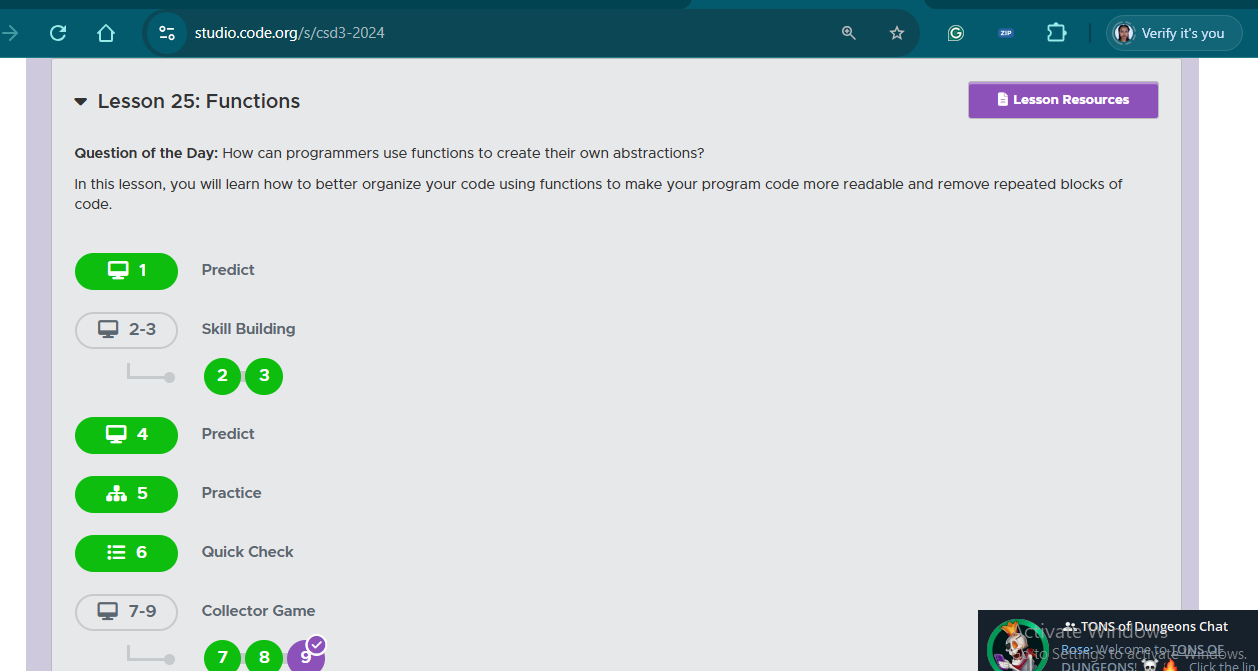 studio.code.org/s/csd3-2024
ZIP
Verify it's you
Lesson 25: Functions
Lesson Resources
Question of the Day: How can programmers use functions to create their own abstractions?
In this lesson, you will learn how to better organize your code using functions to make your program code more readable and remove repeated blocks of
code.
1 Predict
2-3 Skill Building
2 3
4 Predict
5 Practice
6 Quick Check
7-9 Collector Game
7 8 9
TONS of Dungeons Chat
Activate Windows
Rose: Welcome to TONS OF
Go to Settings to activate Windows.
DUNGEONS! 💀 🔥 Click the lin